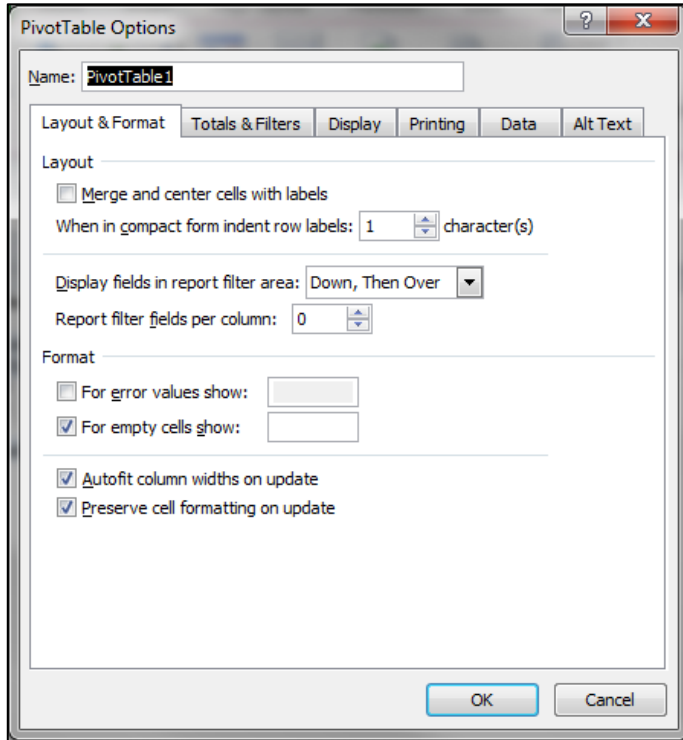 PivotTable Options
?
X
Name: PivotTable1
Layout & Format Totals & Filters Display Printing Data Alt Text
Layout
Merge and center cells with labels
When in compact form indent row labels: 1 character(s)
Display fields in report filter area: Down, Then Over
Report filter fields per column: 0
Format
For error values show:
For empty cells show:
Autofit column widths on update
Preserve cell formatting on update
OK Cancel